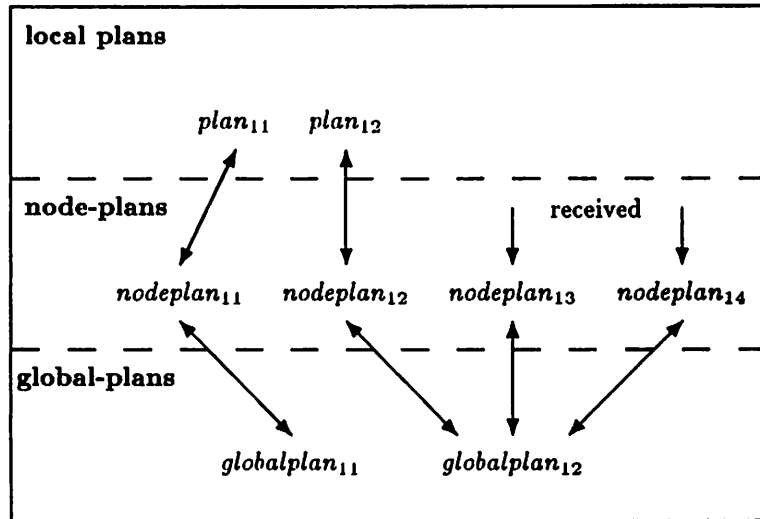 local plans
plan₁₁ plan₁₂
node-plans
received
nodeplan₁₁ nodeplan₁₂ nodeplan₁₃ nodeplan₁₄
global-plans
globalplan₁₁ globalplan₁₂